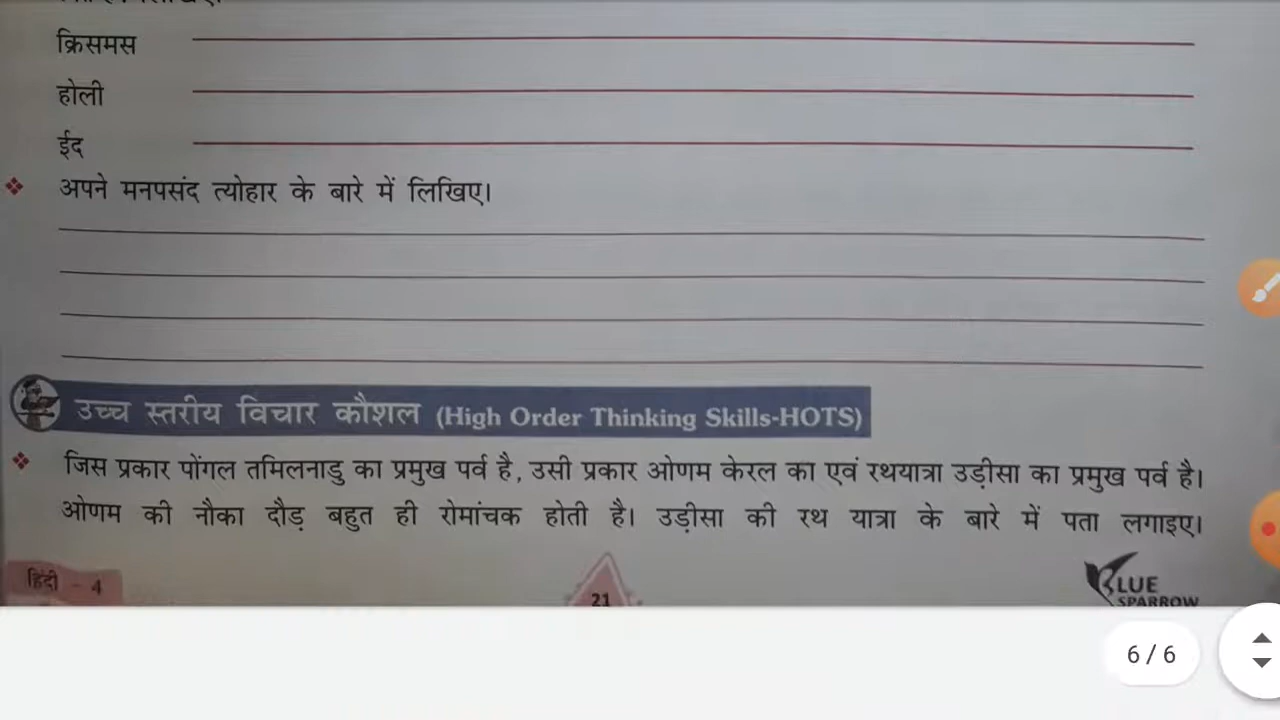 क्रिसमस
होली
ईद
अपने मनपसंद त्योहार के बारे में लिखिए।
उच्च स्तरीय विचार कौशल (High Order Thinking Skills-HOTS)
जिस प्रकार पोंगल तमिलनाडु का प्रमुख पर्व है, उसी प्रकार ओणम केरल का एवं रथयात्रा उड़ीसा का प्रमुख पर्व है।
ओणम की नौका दौड़ बहुत ही रोमांचक होती है। उड़ीसा की रथ यात्रा के बारे में पता लगाइए।
हिंदी - 4
21
BLUE
SPARROW
6 / 6